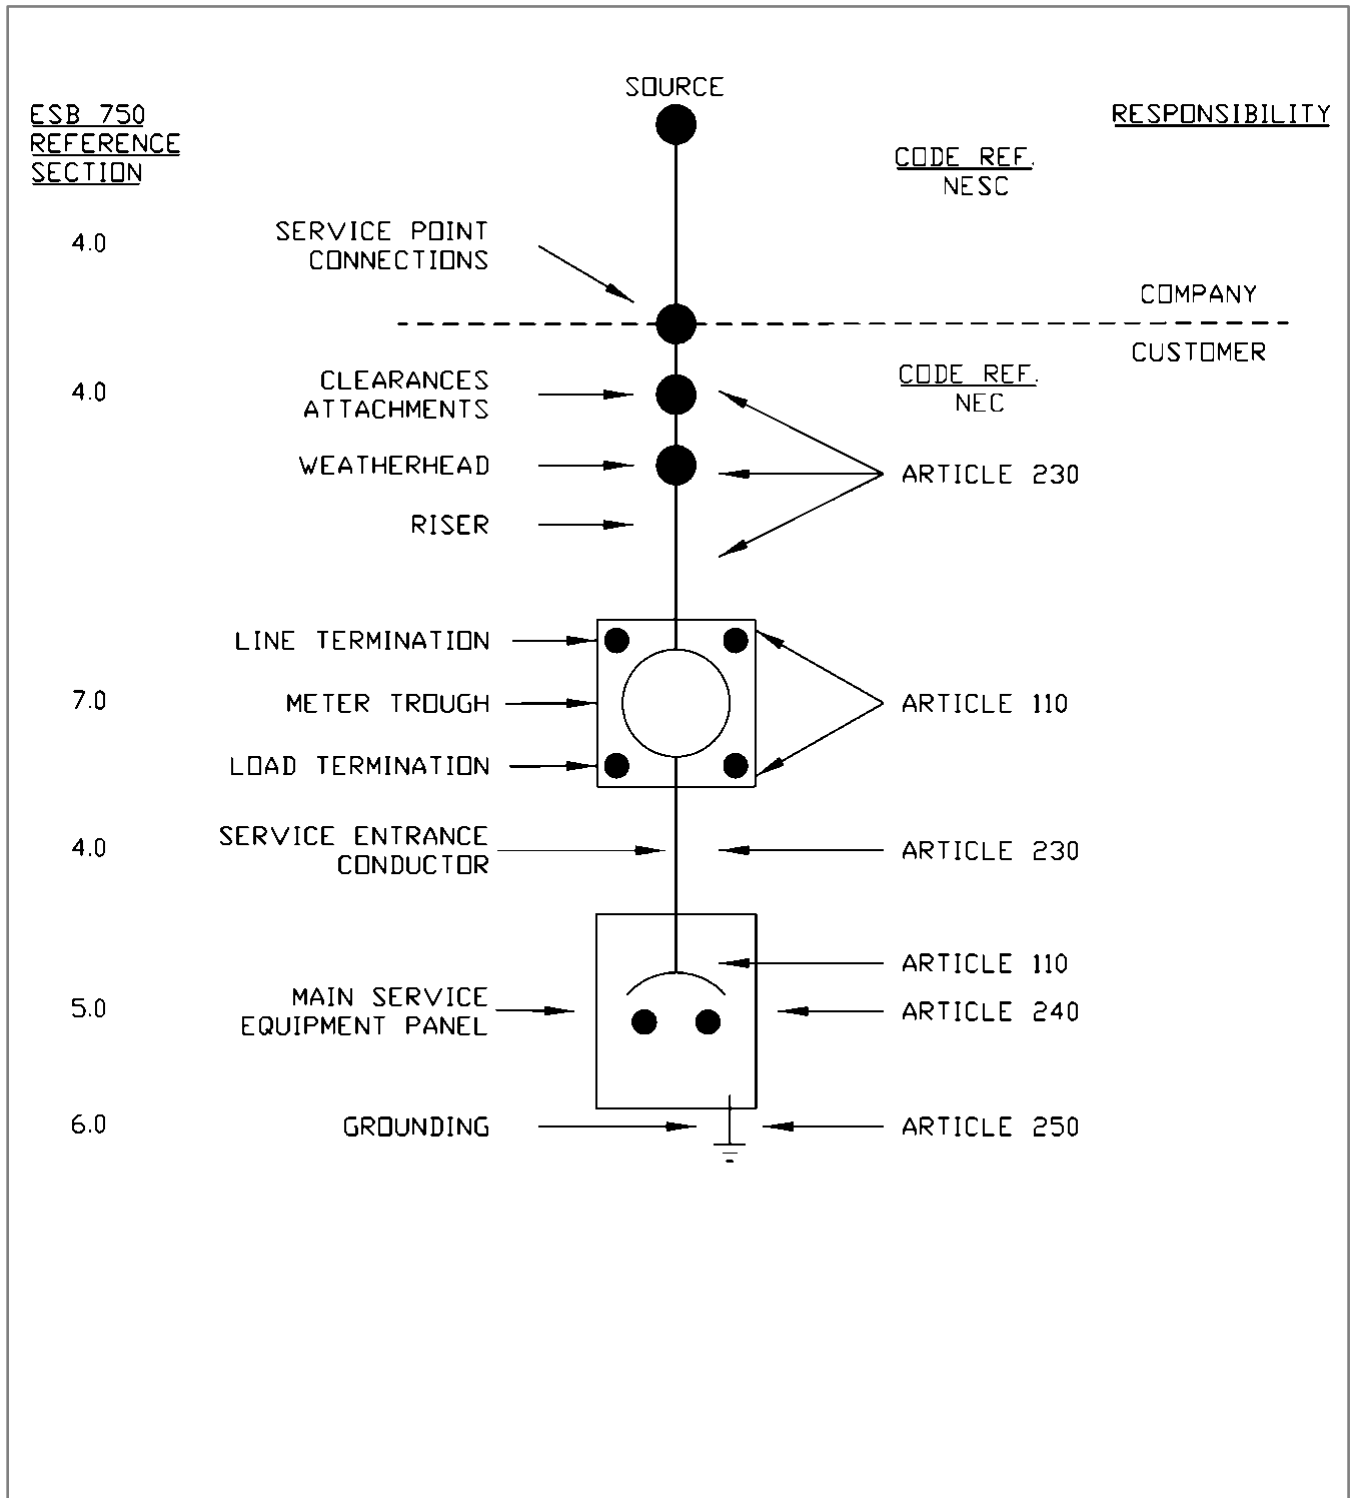 SOURCE
ESB 750
REFERENCE
SECTION
RESPONSIBILITY
CODE REF.
NESC
4.0
SERVICE POINT
CONNECTIONS
COMPANY
CUSTOMER
4.0
CLEARANCES
ATTACHMENTS
CODE REF.
NEC
WEATHERHEAD
ARTICLE 230
RISER
LINE TERMINATION
7.0
METER TROUGH
ARTICLE 110
LOAD TERMINATION
4.0
SERVICE ENTRANCE
CONDUCTOR
ARTICLE 230
ARTICLE 110
5.0
MAIN SERVICE
EQUIPMENT PANEL
ARTICLE 240
6.0
GROUNDING
ARTICLE 250